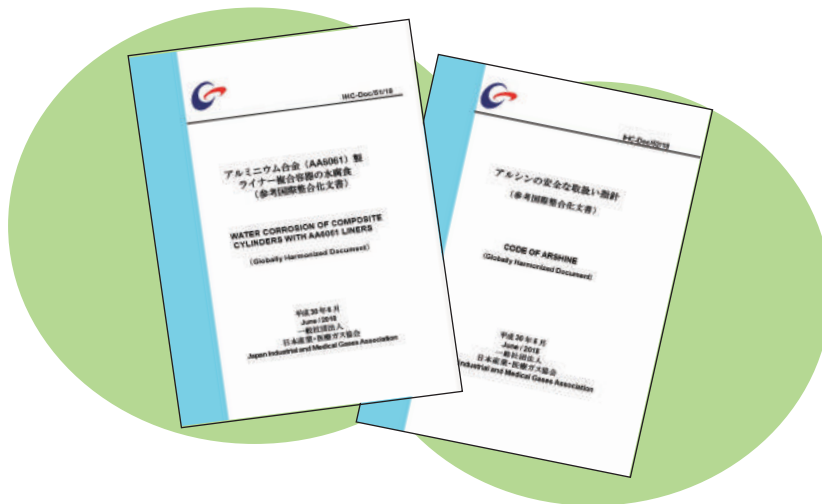 IHC-Doc/51/18
アルミニウム合金(AA6061)製
ライナー複合容器の水腐食
(参考国際整合化文書)
WATER CORROSION OF COMPOSITE
CYLINDERS WITH AA6061 LINERS
(Globally Harmonized Document)
平成30年6月
June / 2018
一般社団法人
日本産業・医療ガス協会
Japan Industrial and Medical Gases Association
アルシンの安全な取扱い指針
(参考国際整合化文書)
CODE OF ARSHINE
(Globally Harmonized Document)
平成30年6月
June / 2018
一般社団法人
日本産業・医療ガス協会
Industrial and Medical Gases Association